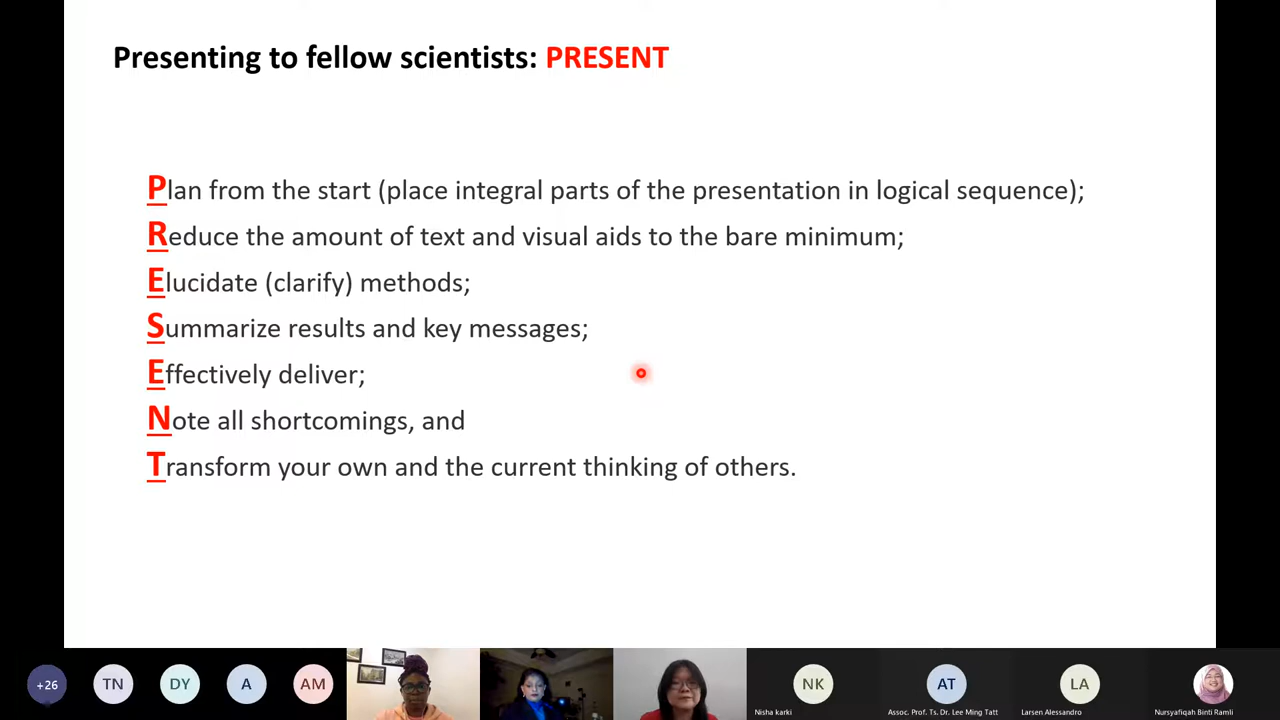 Presenting to fellow scientists: PRESENT
Plan from the start (place integral parts of the presentation in logical sequence);
Reduce the amount of text and visual aids to the bare minimum;
Elucidate (clarify) methods;
Summarize results and key messages;
Effectively deliver;
Note all shortcomings, and
Transform your own and the current thinking of others.
+26
TN
DY
A
AM
NK
AT
LA
Nisha karki
Assoc. Prof. Ts. Dr. Lee Ming Tatt
Larsen Alessandro
Nursyafiqah Binti Ramli